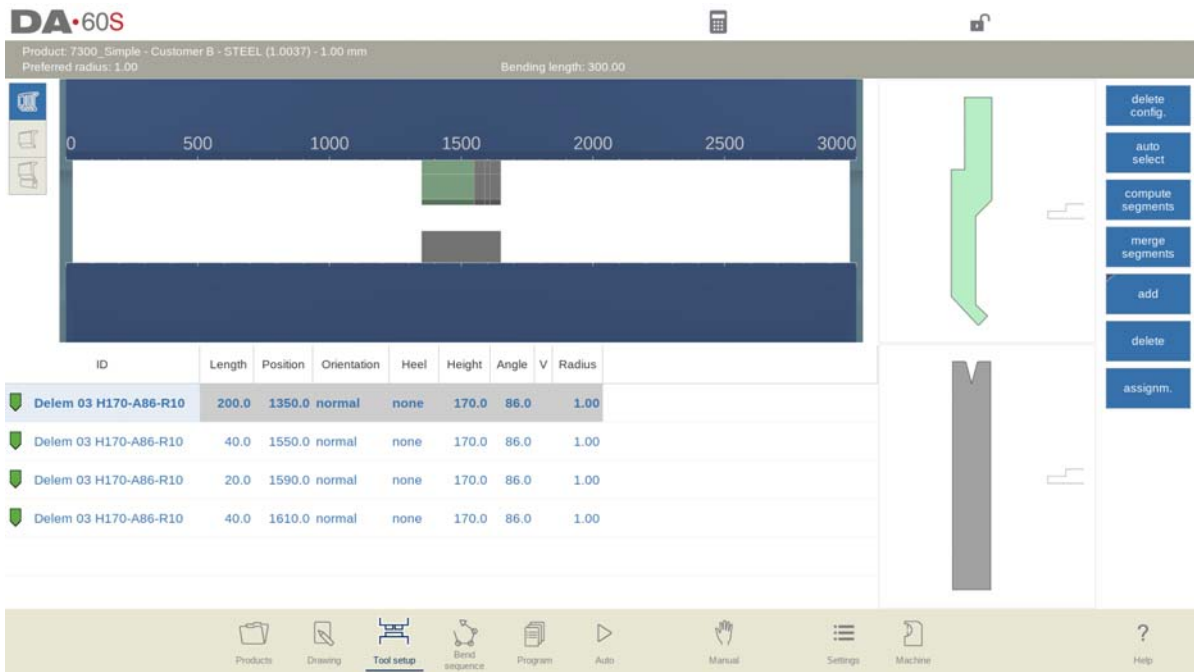 DA•60S
Product: 7300_Simple - Customer B - STEEL (1.0037) - 1.00 mm
Preferred radius: 1.00 Bending length: 300.00
0 500 1000 1500 2000 2500 3000
delete
config.
auto
select
compute
segments
merge
segments
add
delete
assignm.
ID Length Position Orientation Heel Height Angle V Radius
Delem 03 H170-A86-R10 200.0 1350.0 normal none 170.0 86.0 1.00
Delem 03 H170-A86-R10 40.0 1550.0 normal none 170.0 86.0 1.00
Delem 03 H170-A86-R10 20.0 1590.0 normal none 170.0 86.0 1.00
Delem 03 H170-A86-R10 40.0 1610.0 normal none 170.0 86.0 1.00
Products Drawing Tool setup Bend
sequence Program Auto Manual Settings Machine ?
Help